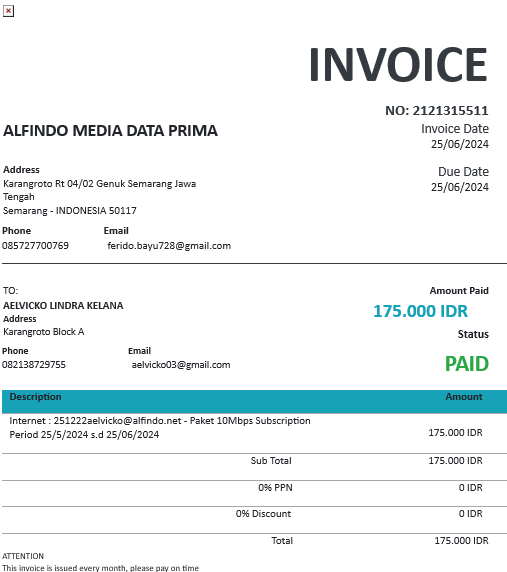 INVOICE
NO: 2121315511
ALFINDO MEDIA DATA PRIMA
Invoice Date
25/06/2024
Address
Karangroto Rt 04/02 Genuk Semarang Jawa
Tengah
Semarang - INDONESIA 50117
Due Date
25/06/2024
Phone Email
085727700769 ferido.bayu728@gmail.com
TO:
AELVICKO LINDRA KELANA
Address
Karangroto Block A
Phone Email
082138729755 aelvicko03@gmail.com
Amount Paid
175.000 IDR
Status
PAID
Description Amount
Internet : 251222aelvicko@alfindo.net - Paket 10Mbps Subscription
Period 25/5/2024 s.d 25/06/2024 175.000 IDR
Sub Total 175.000 IDR
0% PPN 0 IDR
0% Discount 0 IDR
Total 175.000 IDR
ATTENTION
This invoice is issued every month, please pay on time